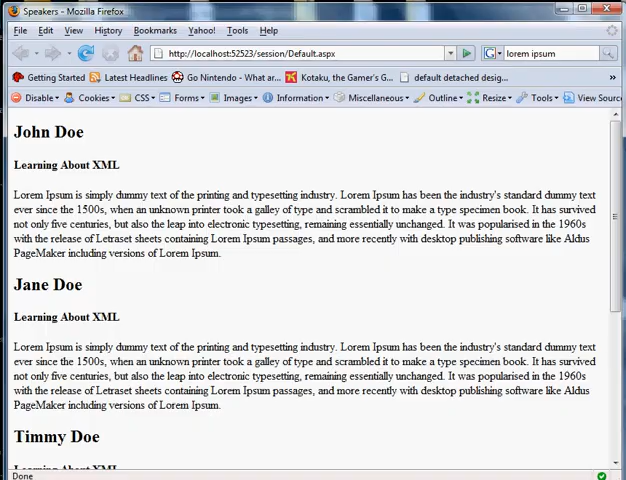 Speakers - Mozilla Firefox
File Edit View History Bookmarks Yahoo! Tools Help
http://localhost:52523/session/Default.aspx lorem ipsum
Getting Started Latest Headlines Go Nintendo - What ar... Kotaku, the Gamer's G... default detached desig... »
Disable Cookies CSS Forms Images Information Miscellaneous Outline Resize Tools View Source
John Doe
Learning About XML
Lorem Ipsum is simply dummy text of the printing and typesetting industry. Lorem Ipsum has been the industry's standard dummy text
ever since the 1500s, when an unknown printer took a galley of type and scrambled it to make a type specimen book. It has survived
not only five centuries, but also the leap into electronic typesetting, remaining essentially unchanged. It was popularised in the 1960s
with the release of Letraset sheets containing Lorem Ipsum passages, and more recently with desktop publishing software like Aldus
PageMaker including versions of Lorem Ipsum.
Jane Doe
Learning About XML
Lorem Ipsum is simply dummy text of the printing and typesetting industry. Lorem Ipsum has been the industry's standard dummy text
ever since the 1500s, when an unknown printer took a galley of type and scrambled it to make a type specimen book. It has survived
not only five centuries, but also the leap into electronic typesetting, remaining essentially unchanged. It was popularised in the 1960s
with the release of Letraset sheets containing Lorem Ipsum passages, and more recently with desktop publishing software like Aldus
PageMaker including versions of Lorem Ipsum.
Timmy Doe
Learning About XML
Done